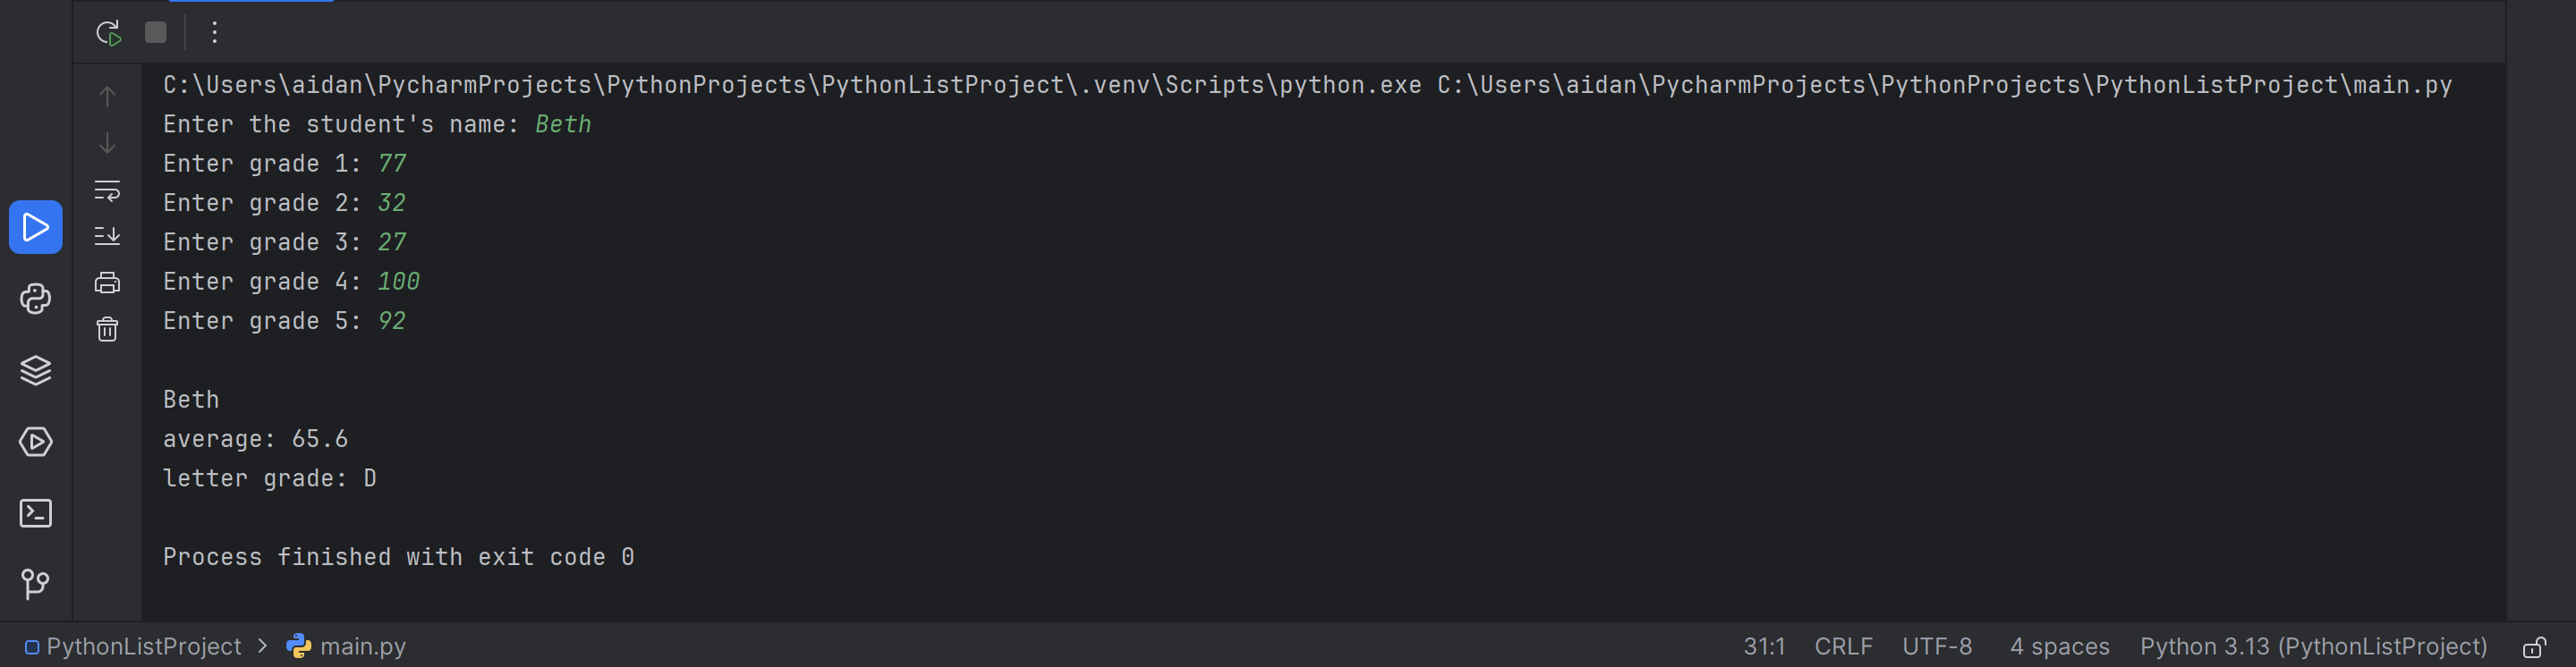 C:\Users\aidan\PycharmProjects\PythonProjects\PythonListProject\.venv\Scripts\python.exe C:\Users\aidan\PycharmProjects\PythonProjects\PythonListProject\main.py
Enter the student's name: Beth
Enter grade 1: 77
Enter grade 2: 32
Enter grade 3: 27
Enter grade 4: 100
Enter grade 5: 92
Beth
average: 65.6
letter grade: D
Process finished with exit code 0
PythonListProject > main.py 31:1 CRLF UTF-8 4 spaces Python 3.13 (PythonListProject)